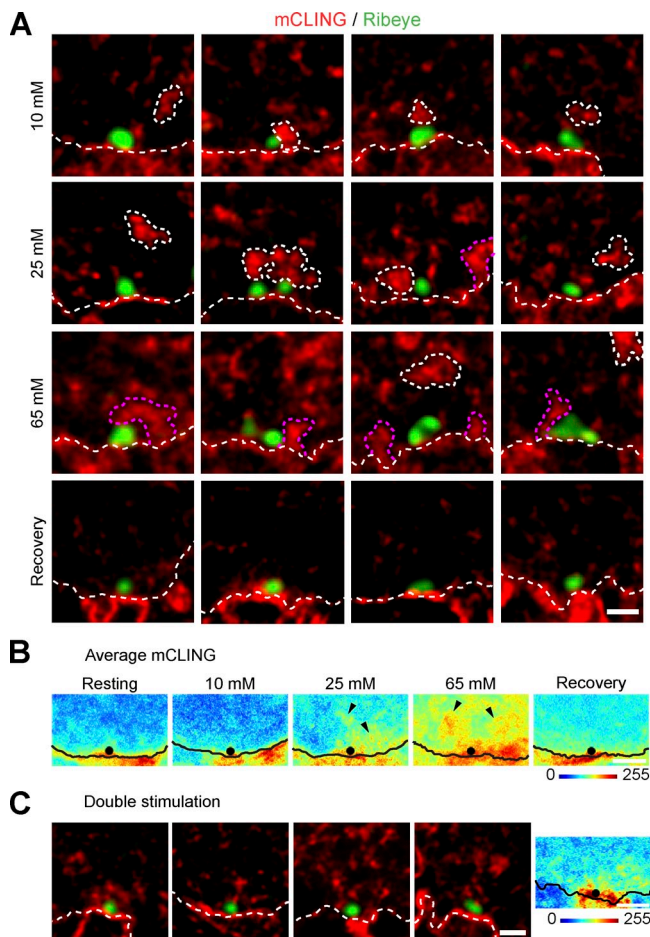 mCLING / Ribeye
A
10 mM
25 mM
65 mM
Recovery
B
Average mCLING
Resting
10 mM
25 mM
65 mM
Recovery
0
255
C
Double stimulation
0
255